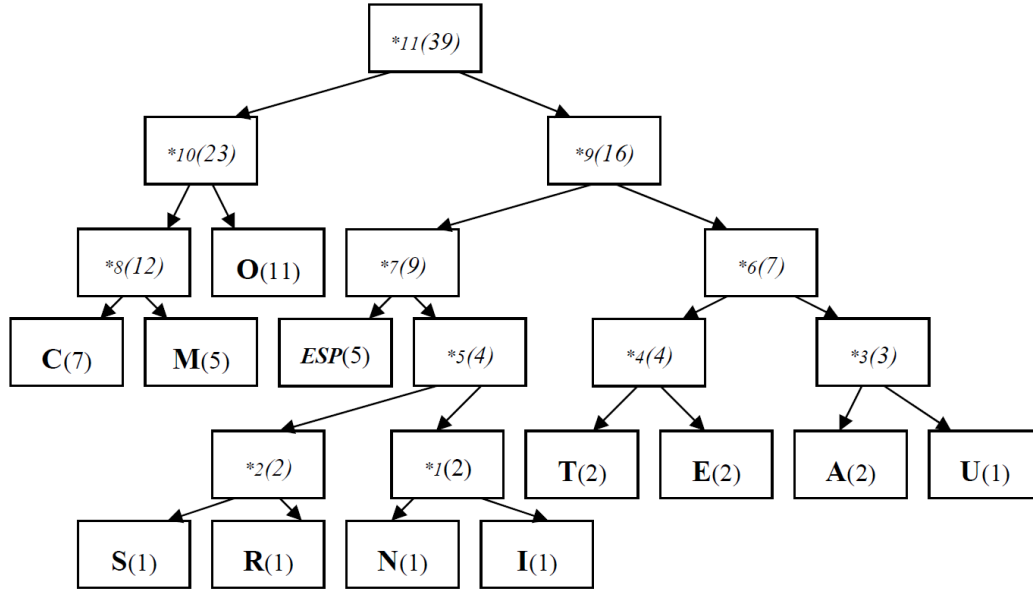 *11(39)
*10(23) *9(16)
*8(12) O(11) *7(9) *6(7)
C(7) M(5) ESP(5) *5(4) *4(4) *3(3)
*2(2) *1(2) T(2) E(2) A(2) U(1)
S(1) R(1) N(1) I(1)